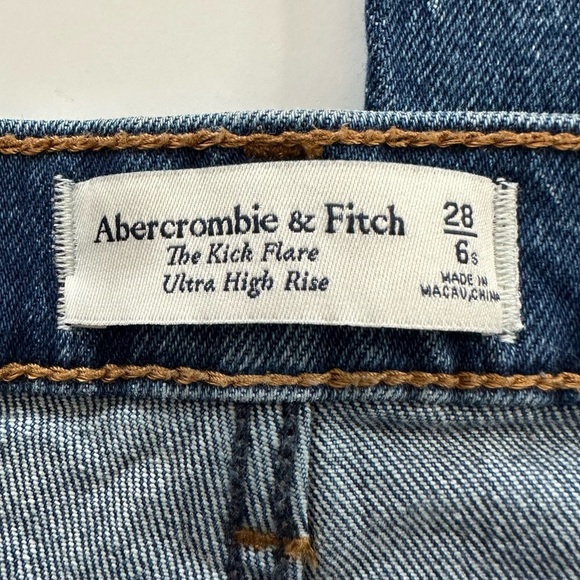 Abercrombie & Fitch
The Kick Flare
Ultra High Rise
28
6s
MADE IN
MACAU,CHINA